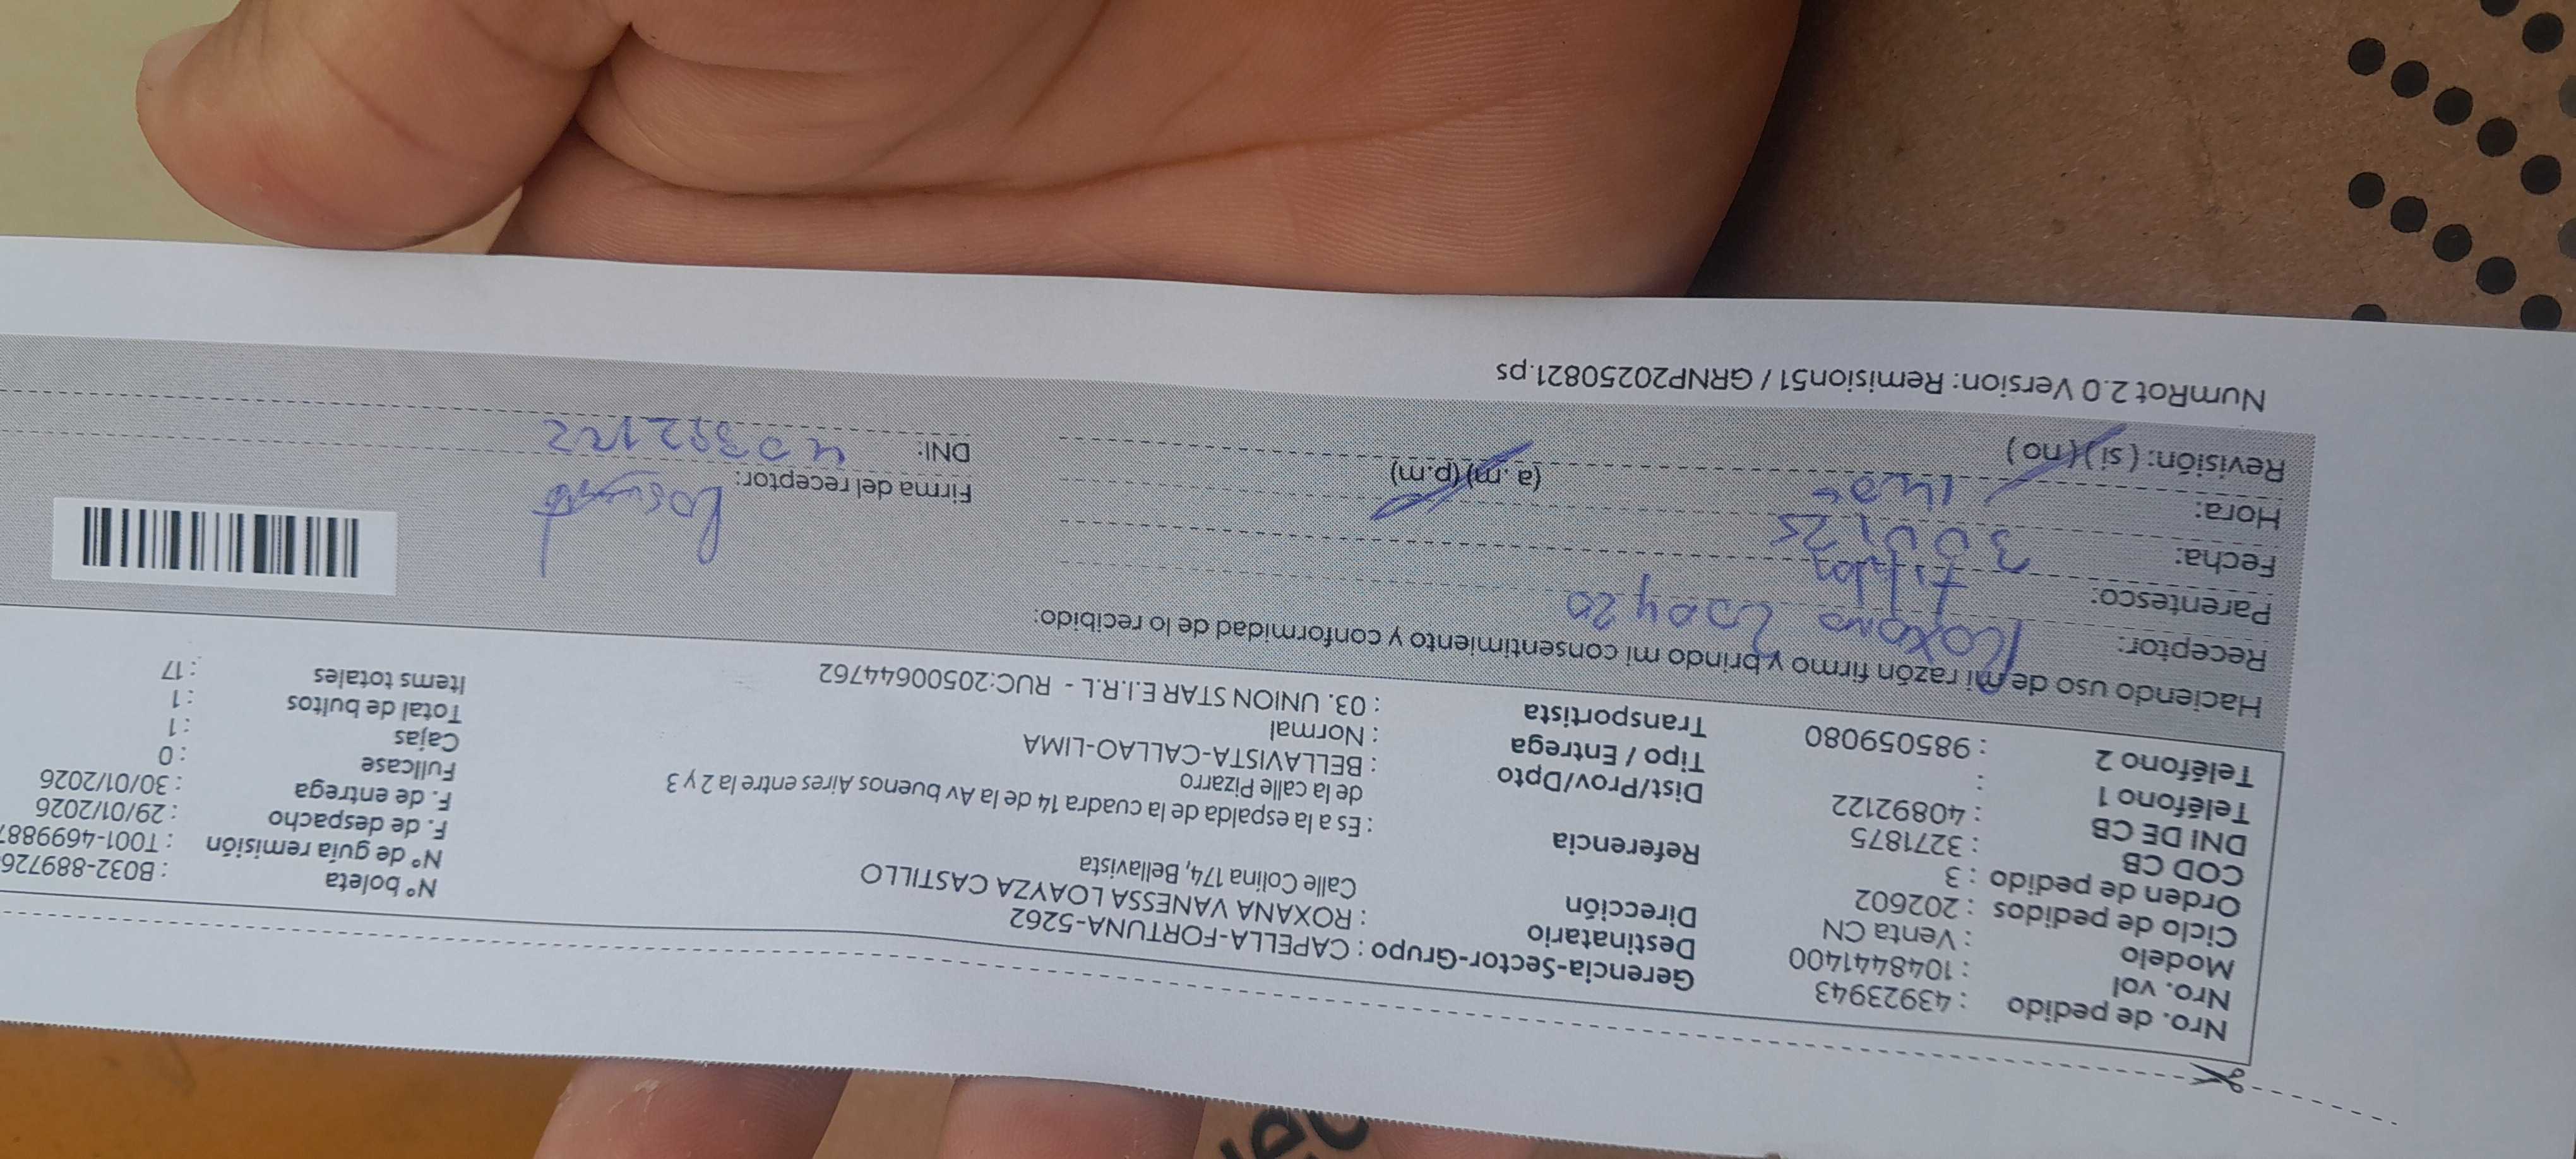 Nro. de pedido : 43923943
Nro. vol : 1048441400
Modelo : Venta CN
Ciclo de pedidos : 202602
Orden de pedido : 3
COD CB : 3271875
DNI DE CB : 40892122
Teléfono 1 :
Teléfono 2 : 985059080
Gerencia-Sector-Grupo : CAPELLA-FORTUNA-5262
Destinatario : ROXANA VANESSA LOAYZA CASTILLO
Dirección Calle Colina 174, Bellavista
Referencia : Es a la espalda de la cuadra 14 de la Av buenos Aires entre la 2 y 3
de la calle Pizarro
Dist/Prov/Dpto : BELLAVISTA-CALLAO-LIMA
Tipo / Entrega : Normal
Transportista : 03. UNION STAR E.I.R.L - RUC:20500644762
N° boleta : B032-889726
N° de guía remisión : T001-469988
F. de despacho : 29/01/2026
F. de entrega : 30/01/2026
Fullcase : 0
Cajas : 1
Total de bultos : 1
Items totales : 17
Haciendo uso de mi razón firmo y brindo mi consentimiento y conformidad de lo recibido:
Receptor: Roxana Loayza
Parentesco:
Fecha:
Hora: (a.m) (p.m)
Revisión: ( si ) ( no )
Firma del receptor:
DNI:
NumRot 2.0 Version: Remision51 / GRNP20250821.ps